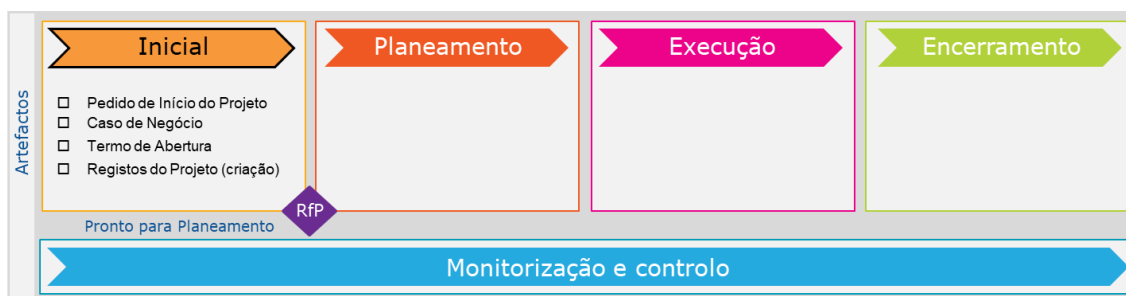 Artefactos
Inicial
Pedido de Início do Projeto
Caso de Negócio
Termo de Abertura
Registos do Projeto (criação)
Planeamento
Execução
Encerramento
RfP
Pronto para Planeamento
Monitorização e controlo